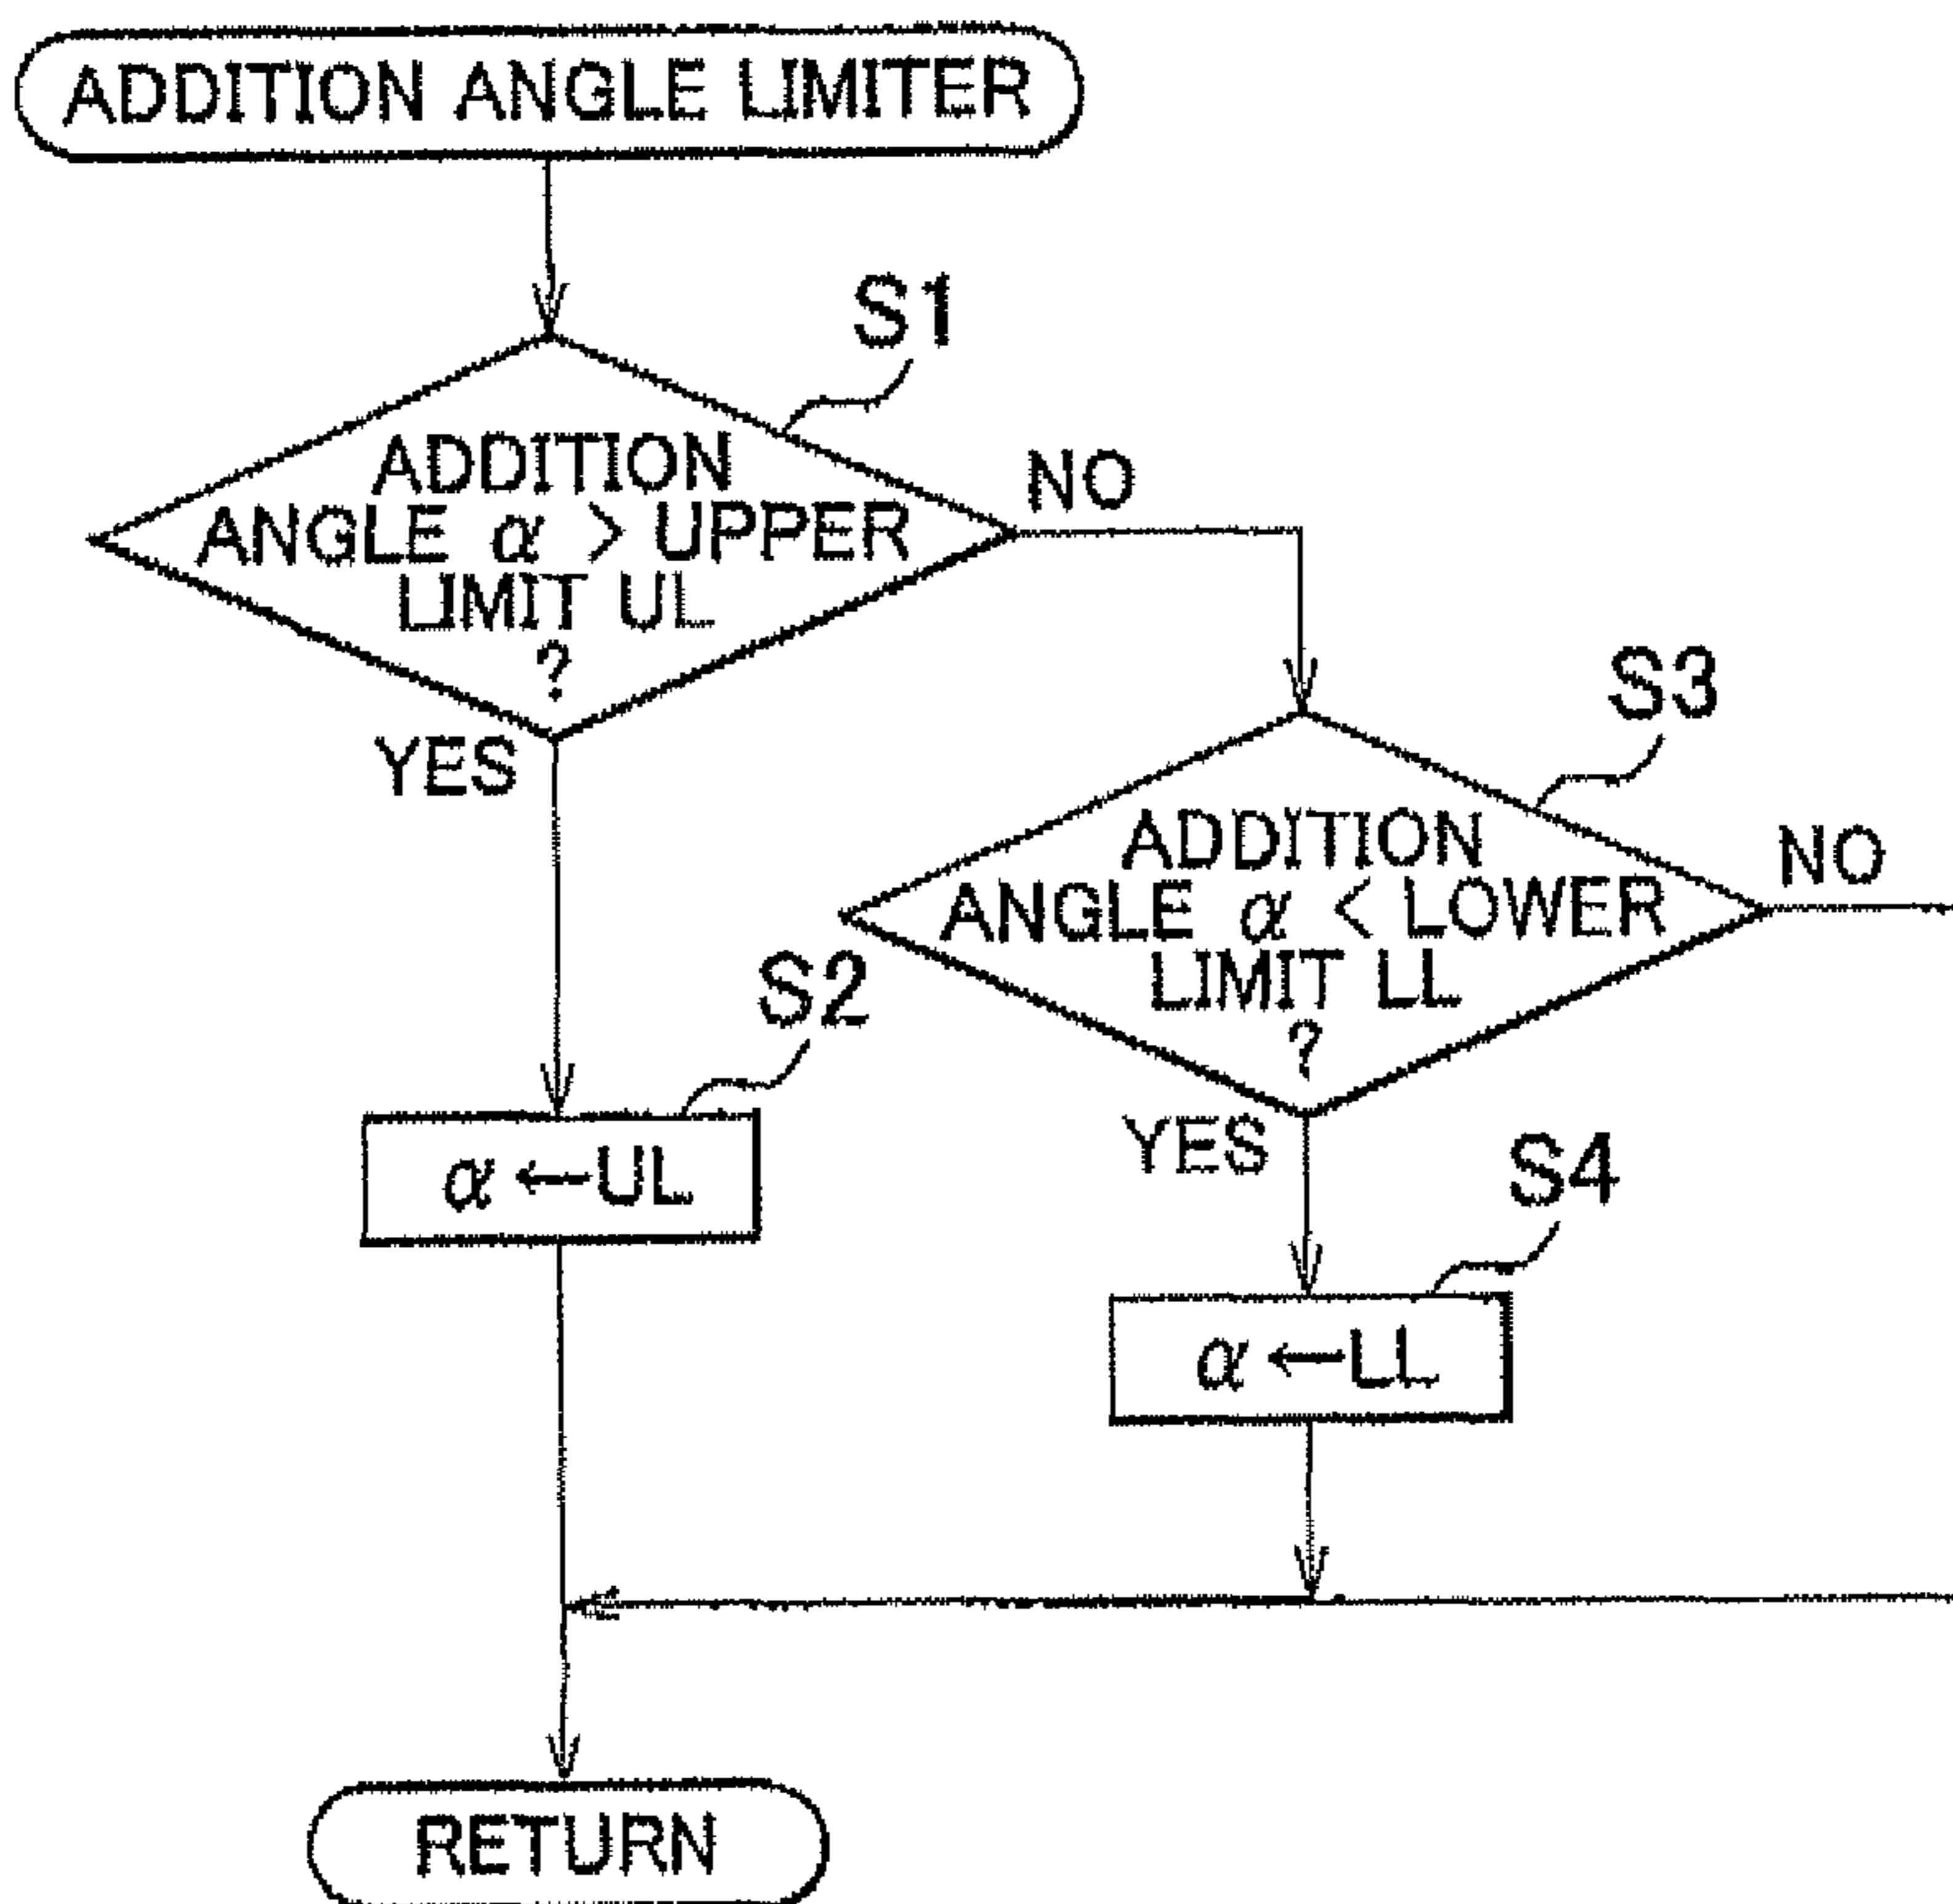 ADDITION ANGLE LIMITER
S1
ADDITION
ANGLE α > UPPER
LIMIT UL
?
NO
YES
S3
ADDITION
ANGLE α < LOWER
LIMIT LL
?
NO
YES
S2
α ← UL
S4
α ← LL
RETURN